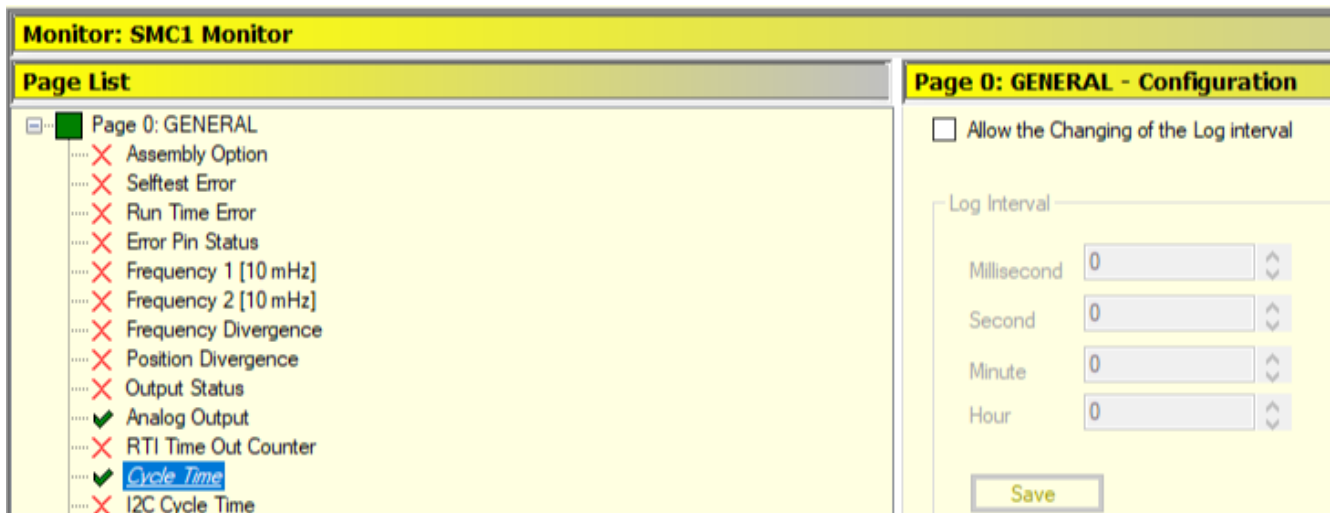 Monitor: SMC1 Monitor
Page List
Page 0: GENERAL
Assembly Option
Selftest Error
Run Time Error
Error Pin Status
Frequency 1 [10 mHz]
Frequency 2 [10 mHz]
Frequency Divergence
Position Divergence
Output Status
Analog Output
RTI Time Out Counter
Cycle Time
I2C Cycle Time
Page 0: GENERAL - Configuration
Allow the Changing of the Log interval
Log Interval
Millisecond 0
Second 0
Minute 0
Hour 0
Save